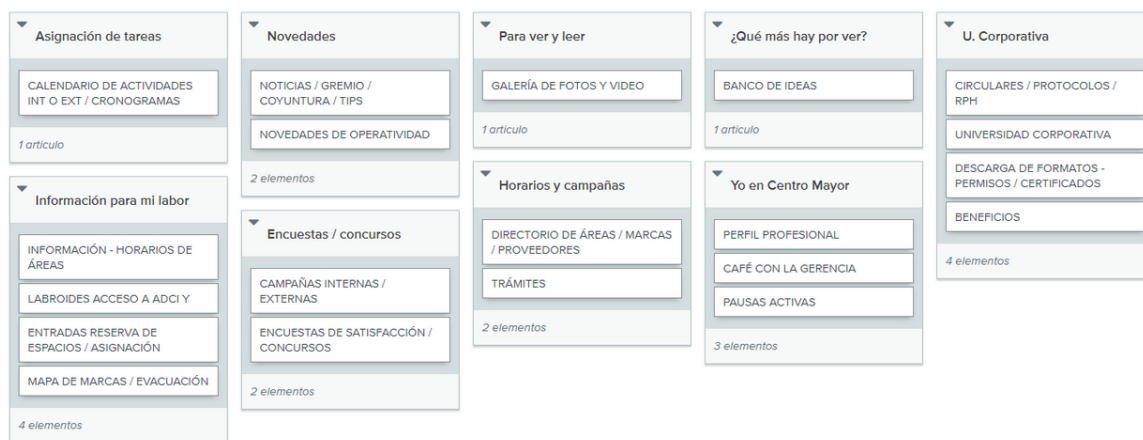 Asignación de tareas
CALENDARIO DE ACTIVIDADES
INT O EXT / CRONOGRAMAS
1 artículo
Información para mi labor
INFORMACIÓN - HORARIOS DE
ÁREAS
LABROIDES ACCESO A ADCI Y
ENTRADAS RESERVA DE
ESPACIOS / ASIGNACIÓN
MAPA DE MARCAS / EVACUACIÓN
4 elementos
Novedades
NOTICIAS / GREMIO /
COYUNTURA / TIPS
NOVEDADES DE OPERATIVIDAD
2 elementos
Encuestas / concursos
CAMPAÑAS INTERNAS /
EXTERNAS
ENCUESTAS DE SATISFACCIÓN /
CONCURSOS
2 elementos
Para ver y leer
GALERÍA DE FOTOS Y VIDEO
1 artículo
Horarios y campañas
DIRECTORIO DE ÁREAS / MARCAS
/ PROVEEDORES
TRÁMITES
2 elementos
¿Qué más hay por ver?
BANCO DE IDEAS
1 artículo
Yo en Centro Mayor
PERFIL PROFESIONAL
CAFÉ CON LA GERENCIA
PAUSAS ACTIVAS
3 elementos
U. Corporativa
CIRCULARES / PROTOCOLOS /
RPH
UNIVERSIDAD CORPORATIVA
DESCARGA DE FORMATOS -
PERMISOS / CERTIFICADOS
BENEFICIOS
4 elementos